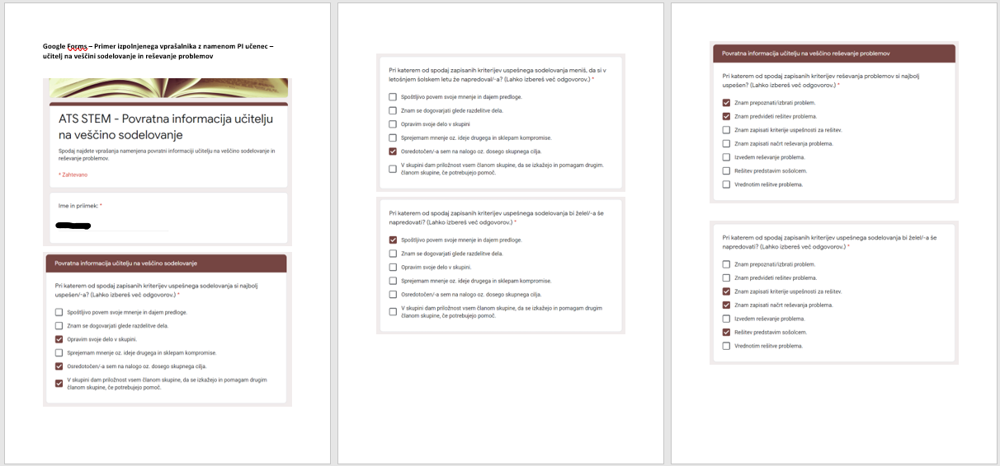 Google Forms – Primer izpolnjenega vprašalnika z namenom PI učenec –
učitelj na veščini sodelovanje in reševanje problemov
ATS STEM - Povratna informacija učitelju
na veščino sodelovanje
Spodaj najdete vprašanja namenjena povratni informaciji učitelju na veščino sodelovanje in
reševanje problemov.
* Zahtevano
Ime in priimek: *
Povratna informacija učitelju na veščino sodelovanje
Pri katerem od spodaj zapisanih kriterijev uspešnega sodelovanja si najbolj
uspešen/-a? (Lahko izbereš več odgovorov.) *
Spoštljivo povem svoje mnenje in dajem predloge.
Znam se dogovarjati glede razdelitve dela.
Opravim svoje delo v skupini.
Sprejemam mnenje oz. ideje drugega in sklepam kompromise.
Osredotočen/-a sem na nalogo oz. dosego skupnega cilja.
V skupini dam priložnost vsem članom skupine, da se izkažejo in pomagam drugim
članom skupine, če potrebujejo pomoč.
Pri katerem od spodaj zapisanih kriterijev uspešnega sodelovanja meniš, da si v
letošnjem šolskem letu že napredoval/-a? (Lahko izbereš več odgovorov.) *
Spoštljivo povem svoje mnenje in dajem predloge.
Znam se dogovarjati glede razdelitve dela.
Opravim svoje delo v skupini
Sprejemam mnenje oz. ideje drugega in sklepam kompromise.
Osredotočen/-a sem na nalogo oz. dosego skupnega cilja.
V skupini dam priložnost vsem članom skupine, da se izkažejo in pomagam drugim.
članom skupine, če potrebujejo pomoč.
Pri katerem od spodaj zapisanih kriterijev uspešnega sodelovanja bi želel/-a še
napredovati? (Lahko izbereš več odgovorov.) *
Spoštljivo povem svoje mnenje in dajem predloge.
Znam se dogovarjati glede razdelitve dela.
Opravim svoje delo v skupini.
Sprejemam mnenje oz. ideje drugega in sklepam kompromise.
Osredotočen/-a sem na nalogo oz. dosego skupnega cilja.
V skupini dam priložnost vsem članom skupine, da se izkažejo in pomagam drugim
članom skupine, če potrebujejo pomoč.
Povratna informacija učitelju na veščino reševanje problemov
Pri katerem od spodaj zapisanih kriterijev reševanja problemov si najbolj
uspešen? (Lahko izbereš več odgovorov.) *
Znam prepoznati/izbrati problem.
Znam predvideti rešitev problema.
Znam zapisati kriterije uspešnosti za rešitev.
Znam zapisati načrt reševanja problema.
Izvedem reševanje problema.
Rešitev predstavim sošolcem.
Vrednotim rešitve problema.
Pri katerem od spodaj zapisanih kriterijev uspešnega sodelovanja bi želel/-a še
napredovati? (Lahko izbereš več odgovorov.) *
Znam prepoznati/izbrati problem.
Znam predvideti rešitev problema.
Znam zapisati kriterije uspešnosti za rešitev.
Znam zapisati načrt reševanja problema.
Izvedem reševanje problema.
Rešitev predstavim sošolcem.
Vrednotim rešitve problema.